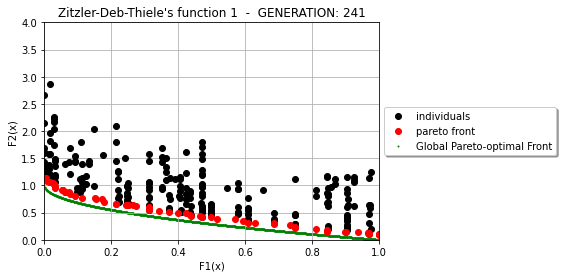 Zitzler-Deb-Thiele's function 1 - GENERATION: 241
4.0
3.5
3.0
2.5
2.0
1.5
1.0
0.5
0.0
F2(x)
0.0 0.2 0.4 0.6 0.8 1.0
F1(x)
individuals
pareto front
Global Pareto-optimal Front